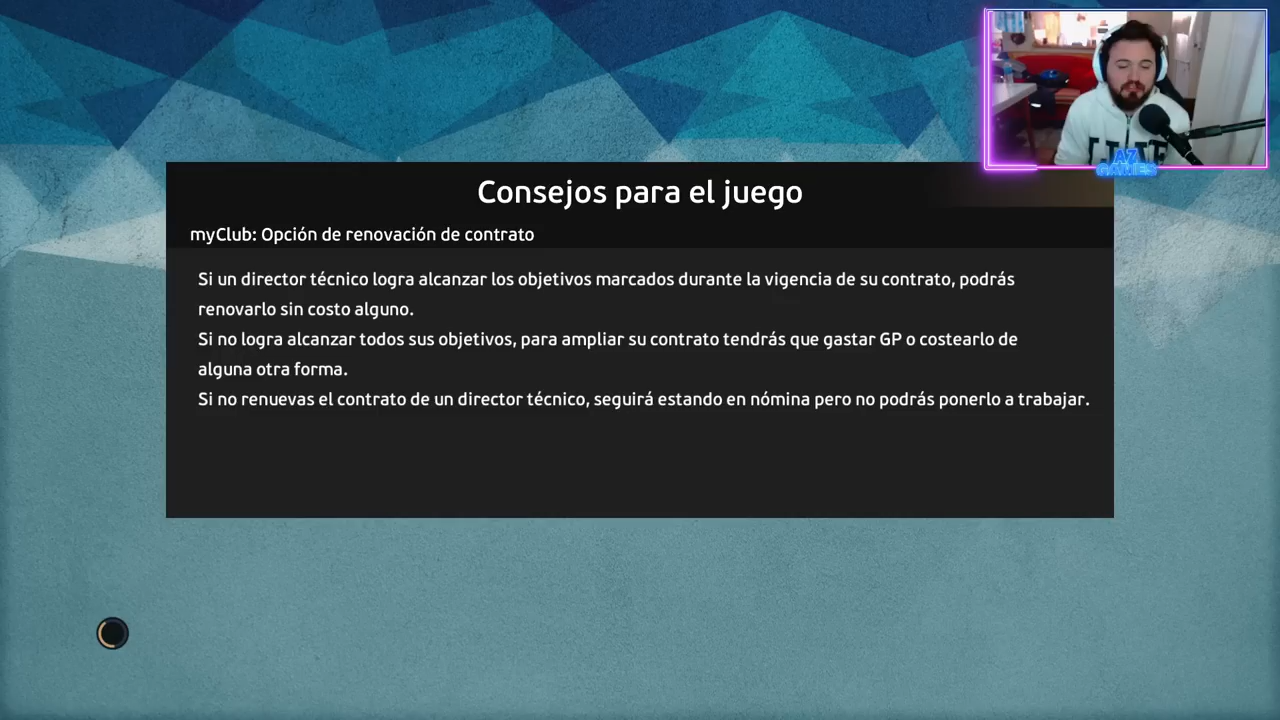 Consejos para el juego
myClub: Opción de renovación de contrato
Si un director técnico logra alcanzar los objetivos marcados durante la vigencia de su contrato, podrás
renovarlo sin costo alguno.
Si no logra alcanzar todos sus objetivos, para ampliar su contrato tendrás que gastar GP o costearlo de
alguna otra forma.
Si no renuevas el contrato de un director técnico, seguirá estando en nómina pero no podrás ponerlo a trabajar.
AZ
GAMES